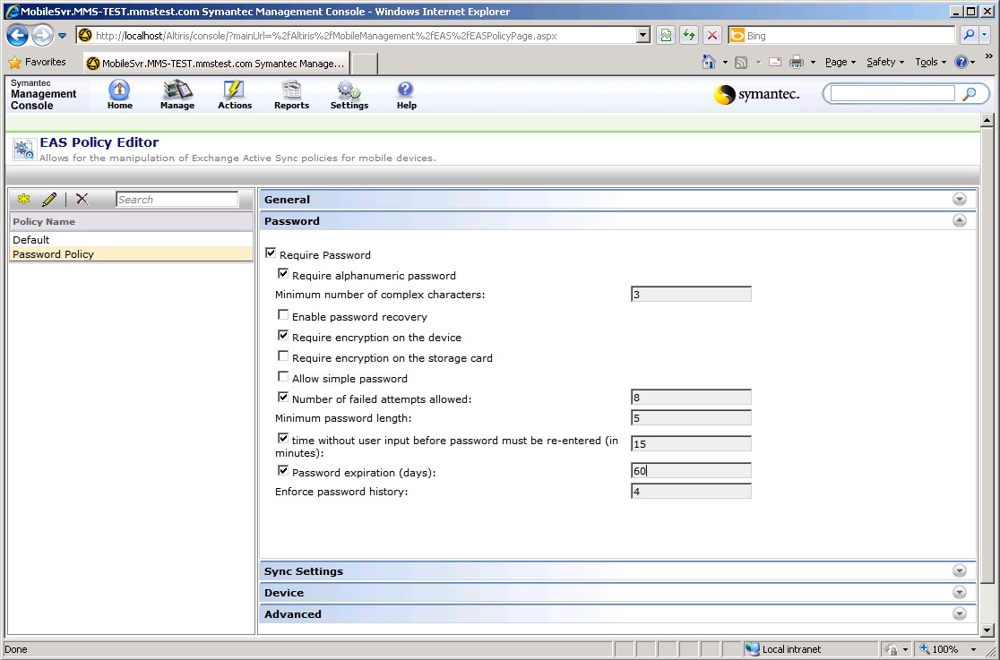 MobileSvr.MMS-TEST.mmstest.com Symantec Management Console - Windows Internet Explorer
http://localhost/Altiris/console/?mainUrl=%2fAltiris%2fMobileManagement%2fEAS%2fEASPolicyPage.aspx
Bing
Favorites
MobileSvr.MMS-TEST.mmstest.com Symantec Manage...
Page
Safety
Tools
Symantec
Management
Console
Home
Manage
Actions
Reports
Settings
Help
symantec.
EAS Policy Editor
Allows for the manipulation of Exchange Active Sync policies for mobile devices.
Search
Policy Name
Default
Password Policy
General
Password
Require Password
Require alphanumeric password
Minimum number of complex characters: 3
Enable password recovery
Require encryption on the device
Require encryption on the storage card
Allow simple password
Number of failed attempts allowed: 8
Minimum password length: 5
time without user input before password must be re-entered (in
minutes): 15
Password expiration (days): 60
Enforce password history: 4
Sync Settings
Device
Advanced
Done
Local intranet
100%